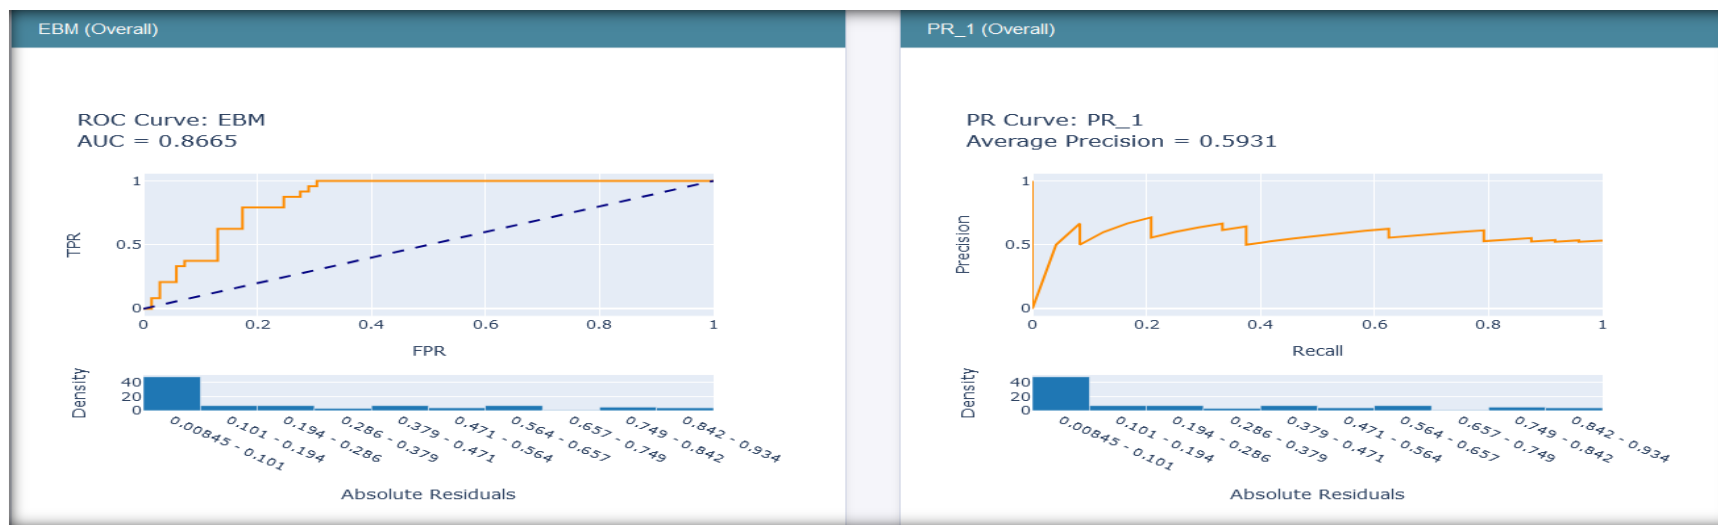 EBM (Overall)
ROC Curve: EBM
AUC = 0.8665
1
0.5
0
TPR
0
0.2
0.4
0.6
0.8
1
FPR
40
20
0
Density
0.00845 - 0.101
0.101 - 0.194
0.194 - 0.286
0.286 - 0.379
0.379 - 0.471
0.471 - 0.564
0.564 - 0.657
0.657 - 0.749
0.749 - 0.842
0.842 - 0.934
Absolute Residuals
PR_1 (Overall)
PR Curve: PR_1
Average Precision = 0.5931
1
0.5
0
Precision
0
0.2
0.4
0.6
0.8
1
Recall
40
20
0
Density
0.00845 - 0.101
0.101 - 0.194
0.194 - 0.286
0.286 - 0.379
0.379 - 0.471
0.471 - 0.564
0.564 - 0.657
0.657 - 0.749
0.749 - 0.842
0.842 - 0.934
Absolute Residuals